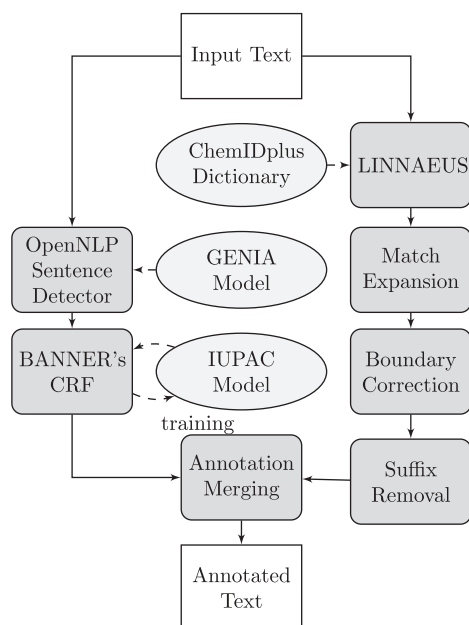 Input Text
ChemIDplus
Dictionary
LINNAEUS
OpenNLP
Sentence
Detector
GENIA
Model
Match
Expansion
BANNER's
CRF
IUPAC
Model
Boundary
Correction
training
Annotation
Merging
Suffix
Removal
Annotated
Text